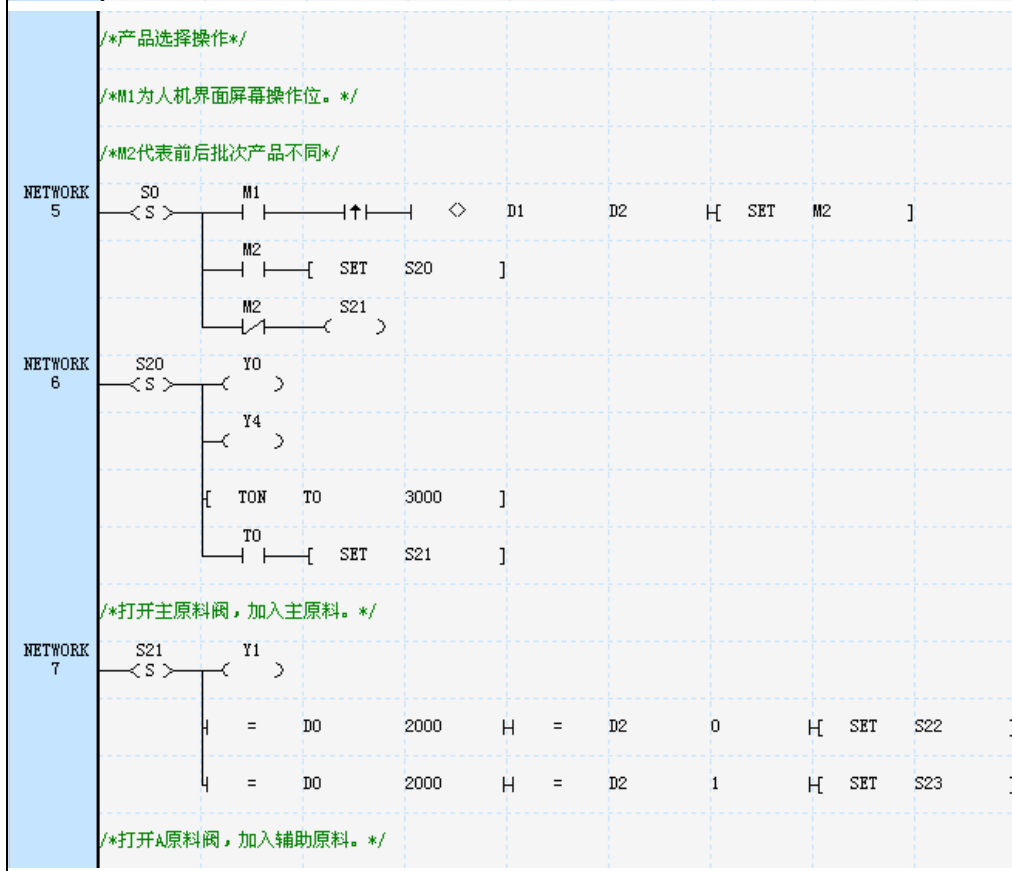 /*产品选择操作*/
/*M1为人机界面屏幕操作位。*/
/*M2代表前后批次产品不同*/
NETWORK 5 S0 S M1 <> D1 D2 SET M2 ]
M2 [ SET S20 ]
M2 S21 ( )
NETWORK 6 S20 S Y0 ( )
Y4 ( )
[ TON T0 3000 ]
T0 [ SET S21 ]
/*打开主原料阀，加入主原料。*/
NETWORK 7 S21 S Y1 ( )
= D0 2000 = D2 0 [ SET S22 ]
= D0 2000 = D2 1 [ SET S23 ]
/*打开A原料阀，加入辅助原料。*/